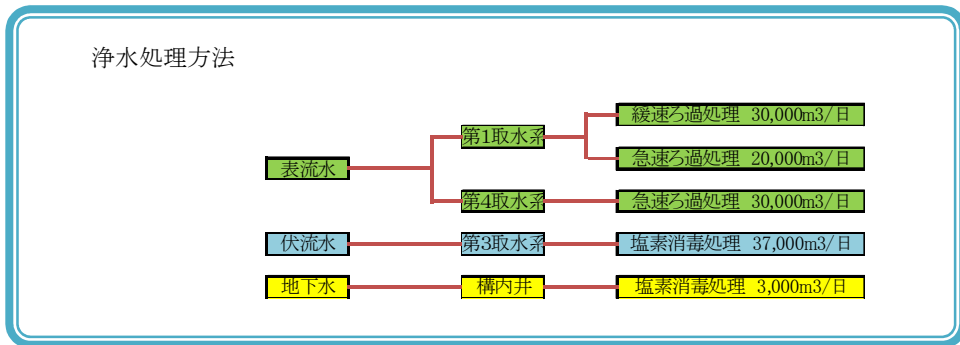 浄水処理方法
緩速ろ過処理 30,000m3/日
第1取水系
急速ろ過処理 20,000m3/日
表流水
第4取水系 急速ろ過処理 30,000m3/日
伏流水 第3取水系 塩素消毒処理 37,000m3/日
地下水 構内井 塩素消毒処理 3,000m3/日